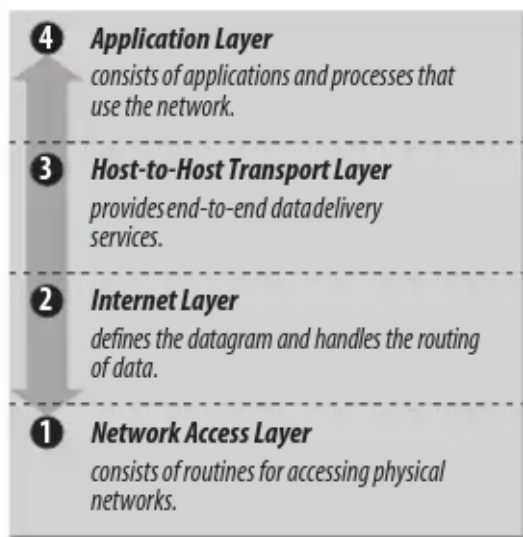 4 Application Layer
consists of applications and processes that
use the network.
3 Host-to-Host Transport Layer
provides end-to-end data delivery
services.
2 Internet Layer
defines the datagram and handles the routing
of data.
1 Network Access Layer
consists of routines for accessing physical
networks.